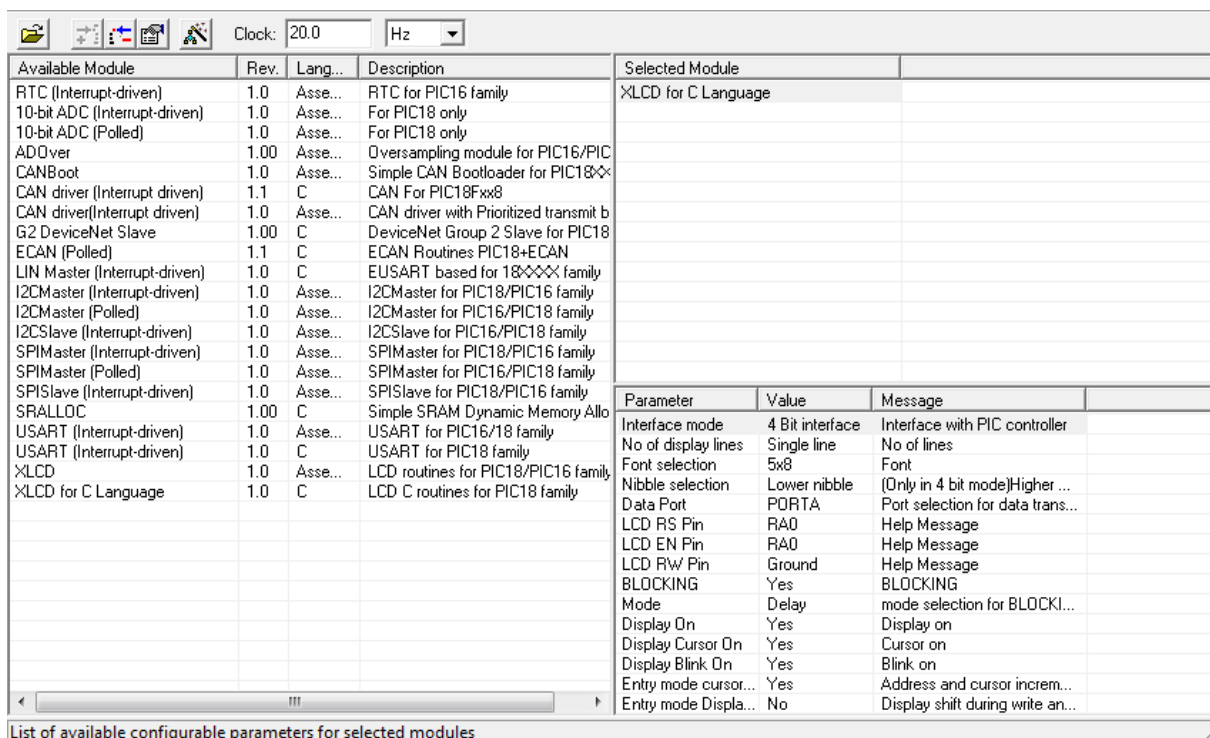 Clock: 20.0 Hz
Available Module Rev. Lang... Description
RTC (Interrupt-driven) 1.0 Asse... RTC for PIC16 family
10-bit ADC (Interrupt-driven) 1.0 Asse... For PIC18 only
10-bit ADC (Polled) 1.0 Asse... For PIC18 only
ADOver 1.00 Asse... Oversampling module for PIC16/PIC
CANBoot 1.0 Asse... Simple CAN Bootloader for PIC18XX
CAN driver (Interrupt driven) 1.1 C CAN For PIC18Fxx8
CAN driver(Interrupt driven) 1.0 Asse... CAN driver with Prioritized transmit b
G2 DeviceNet Slave 1.00 C DeviceNet Group 2 Slave for PIC18
ECAN (Polled) 1.1 C ECAN Routines PIC18+ECAN
LIN Master (Interrupt-driven) 1.0 C EUSART based for 18XXXX family
I2CMaster (Interrupt-driven) 1.0 Asse... I2CMaster for PIC18/PIC16 family
I2CMaster (Polled) 1.0 Asse... I2CMaster for PIC16/PIC18 family
I2CSlave (Interrupt-driven) 1.0 Asse... I2CSlave for PIC16/PIC18 family
SPIMaster (Interrupt-driven) 1.0 Asse... SPIMaster for PIC18/PIC16 family
SPIMaster (Polled) 1.0 Asse... SPIMaster for PIC16/PIC18 family
SPISlave (Interrupt-driven) 1.0 Asse... SPISlave for PIC18/PIC16 family
SRALLOC 1.00 C Simple SRAM Dynamic Memory Allo
USART (Interrupt-driven) 1.0 Asse... USART for PIC16/18 family
USART (Interrupt-driven) 1.0 C USART for PIC18 family
XLCD 1.0 Asse... LCD routines for PIC18/PIC16 family
XLCD for C Language 1.0 C LCD C routines for PIC18 family
Selected Module
XLCD for C Language
Parameter Value Message
Interface mode 4 Bit interface Interface with PIC controller
No of display lines Single line No of lines
Font selection 5x8 Font
Nibble selection Lower nibble (Only in 4 bit mode)Higher ...
Data Port PORTA Port selection for data trans...
LCD RS Pin RA0 Help Message
LCD EN Pin RA0 Help Message
LCD RW Pin Ground Help Message
BLOCKING Yes BLOCKING
Mode Delay mode selection for BLOCKI...
Display On Yes Display on
Display Cursor On Yes Cursor on
Display Blink On Yes Blink on
Entry mode cursor... Yes Address and cursor increm...
Entry mode Displa... No Display shift during write an...
List of available configurable parameters for selected modules